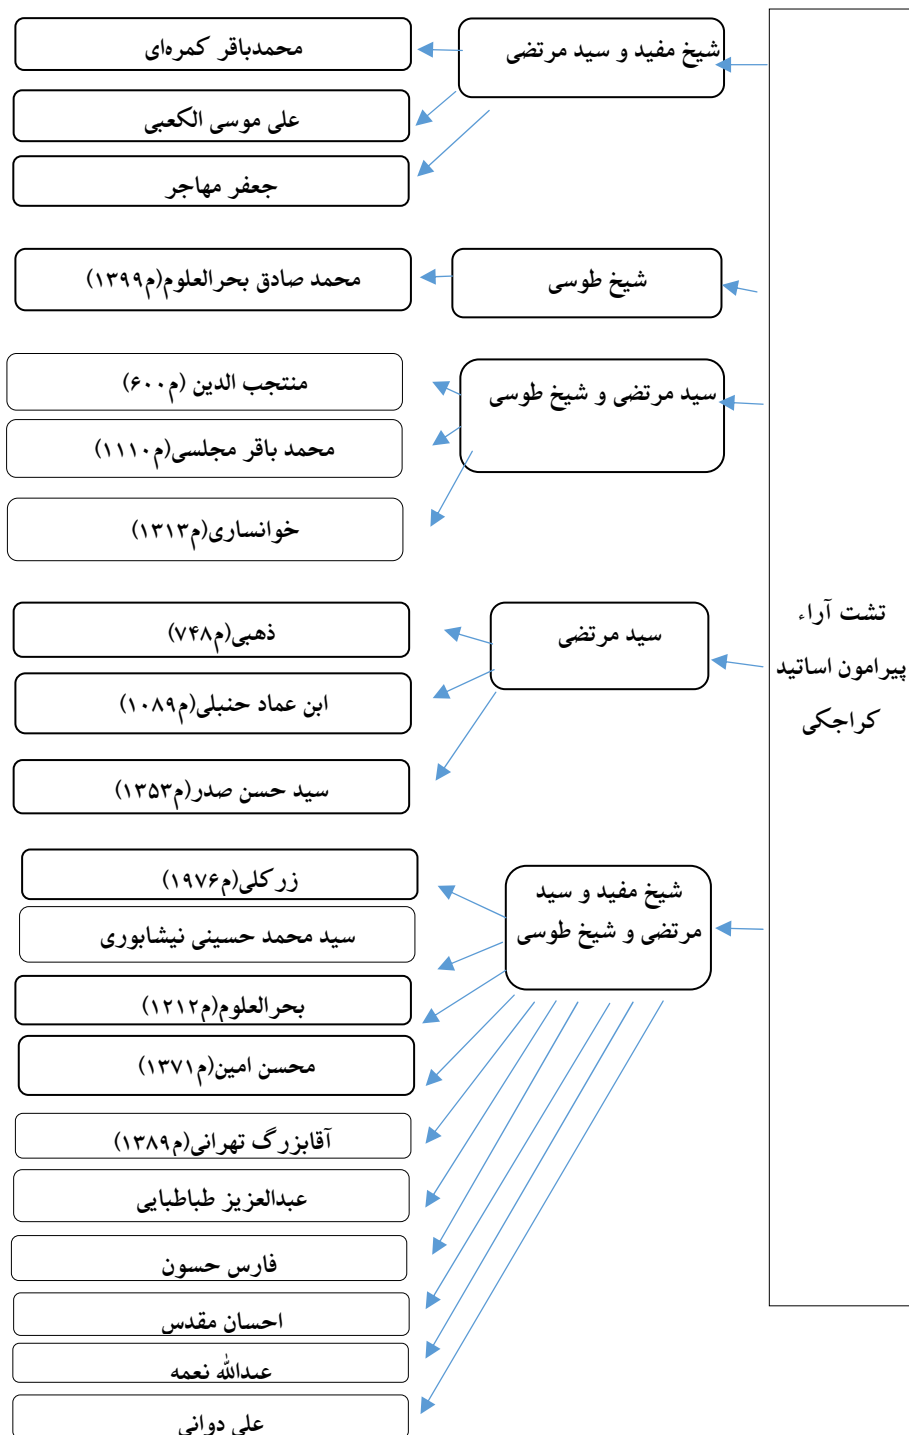 تشت آراء
پیرامون اساتید
کراجکی
شیخ مفید و سید مرتضی
محمدباقر کمره‌ای
علی موسی الکعبی
جعفر مهاجر
شیخ طوسی
محمد صادق بحرالعلوم(م۱۳۹۹)
سید مرتضی و شیخ طوسی
منتجب الدین (م۶۰۰)
محمد باقر مجلسی(م۱۱۱۰)
خوانساری(م۱۳۱۳)
سید مرتضی
ذهبی(م۷۴۸)
ابن عماد حنبلی(م۱۰۸۹)
سید حسن صدر(م۱۳۵۳)
شیخ مفید و سید
مرتضی و شیخ طوسی
زرکلی(م۱۹۷۶)
سید محمد حسینی نیشابوری
بحرالعلوم(م۱۲۱۲)
محسن امین(م۱۳۷۱)
آقابزرگ تهرانی(م۱۳۸۹)
عبدالعزیز طباطبایی
فارس حسون
احسان مقدس
عبدالله نعمه
علی دوانی